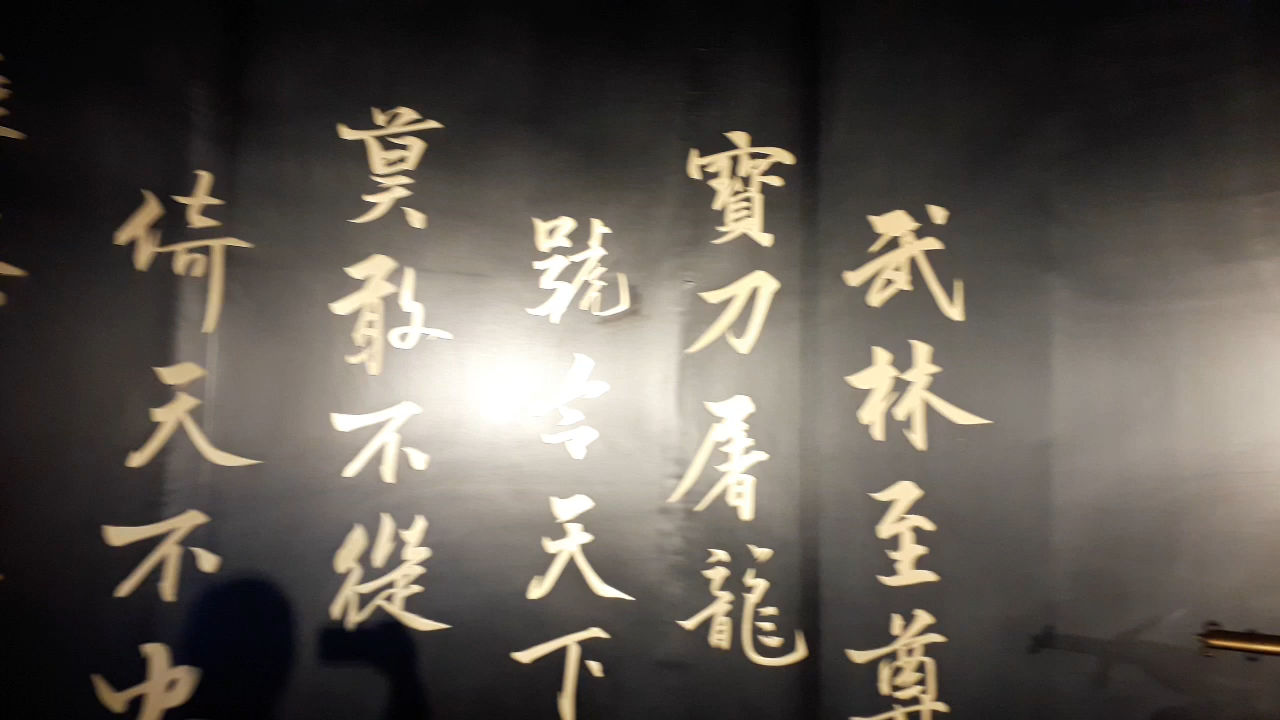 武林至尊
寶刀屠龍
號令天下
莫敢不從
倚天不出